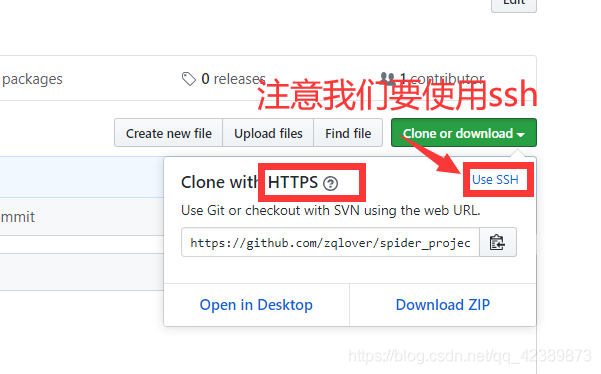 Edit
packages
0 releases
1 contributor
注意我们要使用ssh
Create new file
Upload files
Find file
Clone or download
Clone with HTTPS ?
Use SSH
Use Git or checkout with SVN using the web URL.
https://github.com/zqlover/spider_projec
ommit
Open in Desktop
Download ZIP
https://blog.csdn.net/qq_42389873